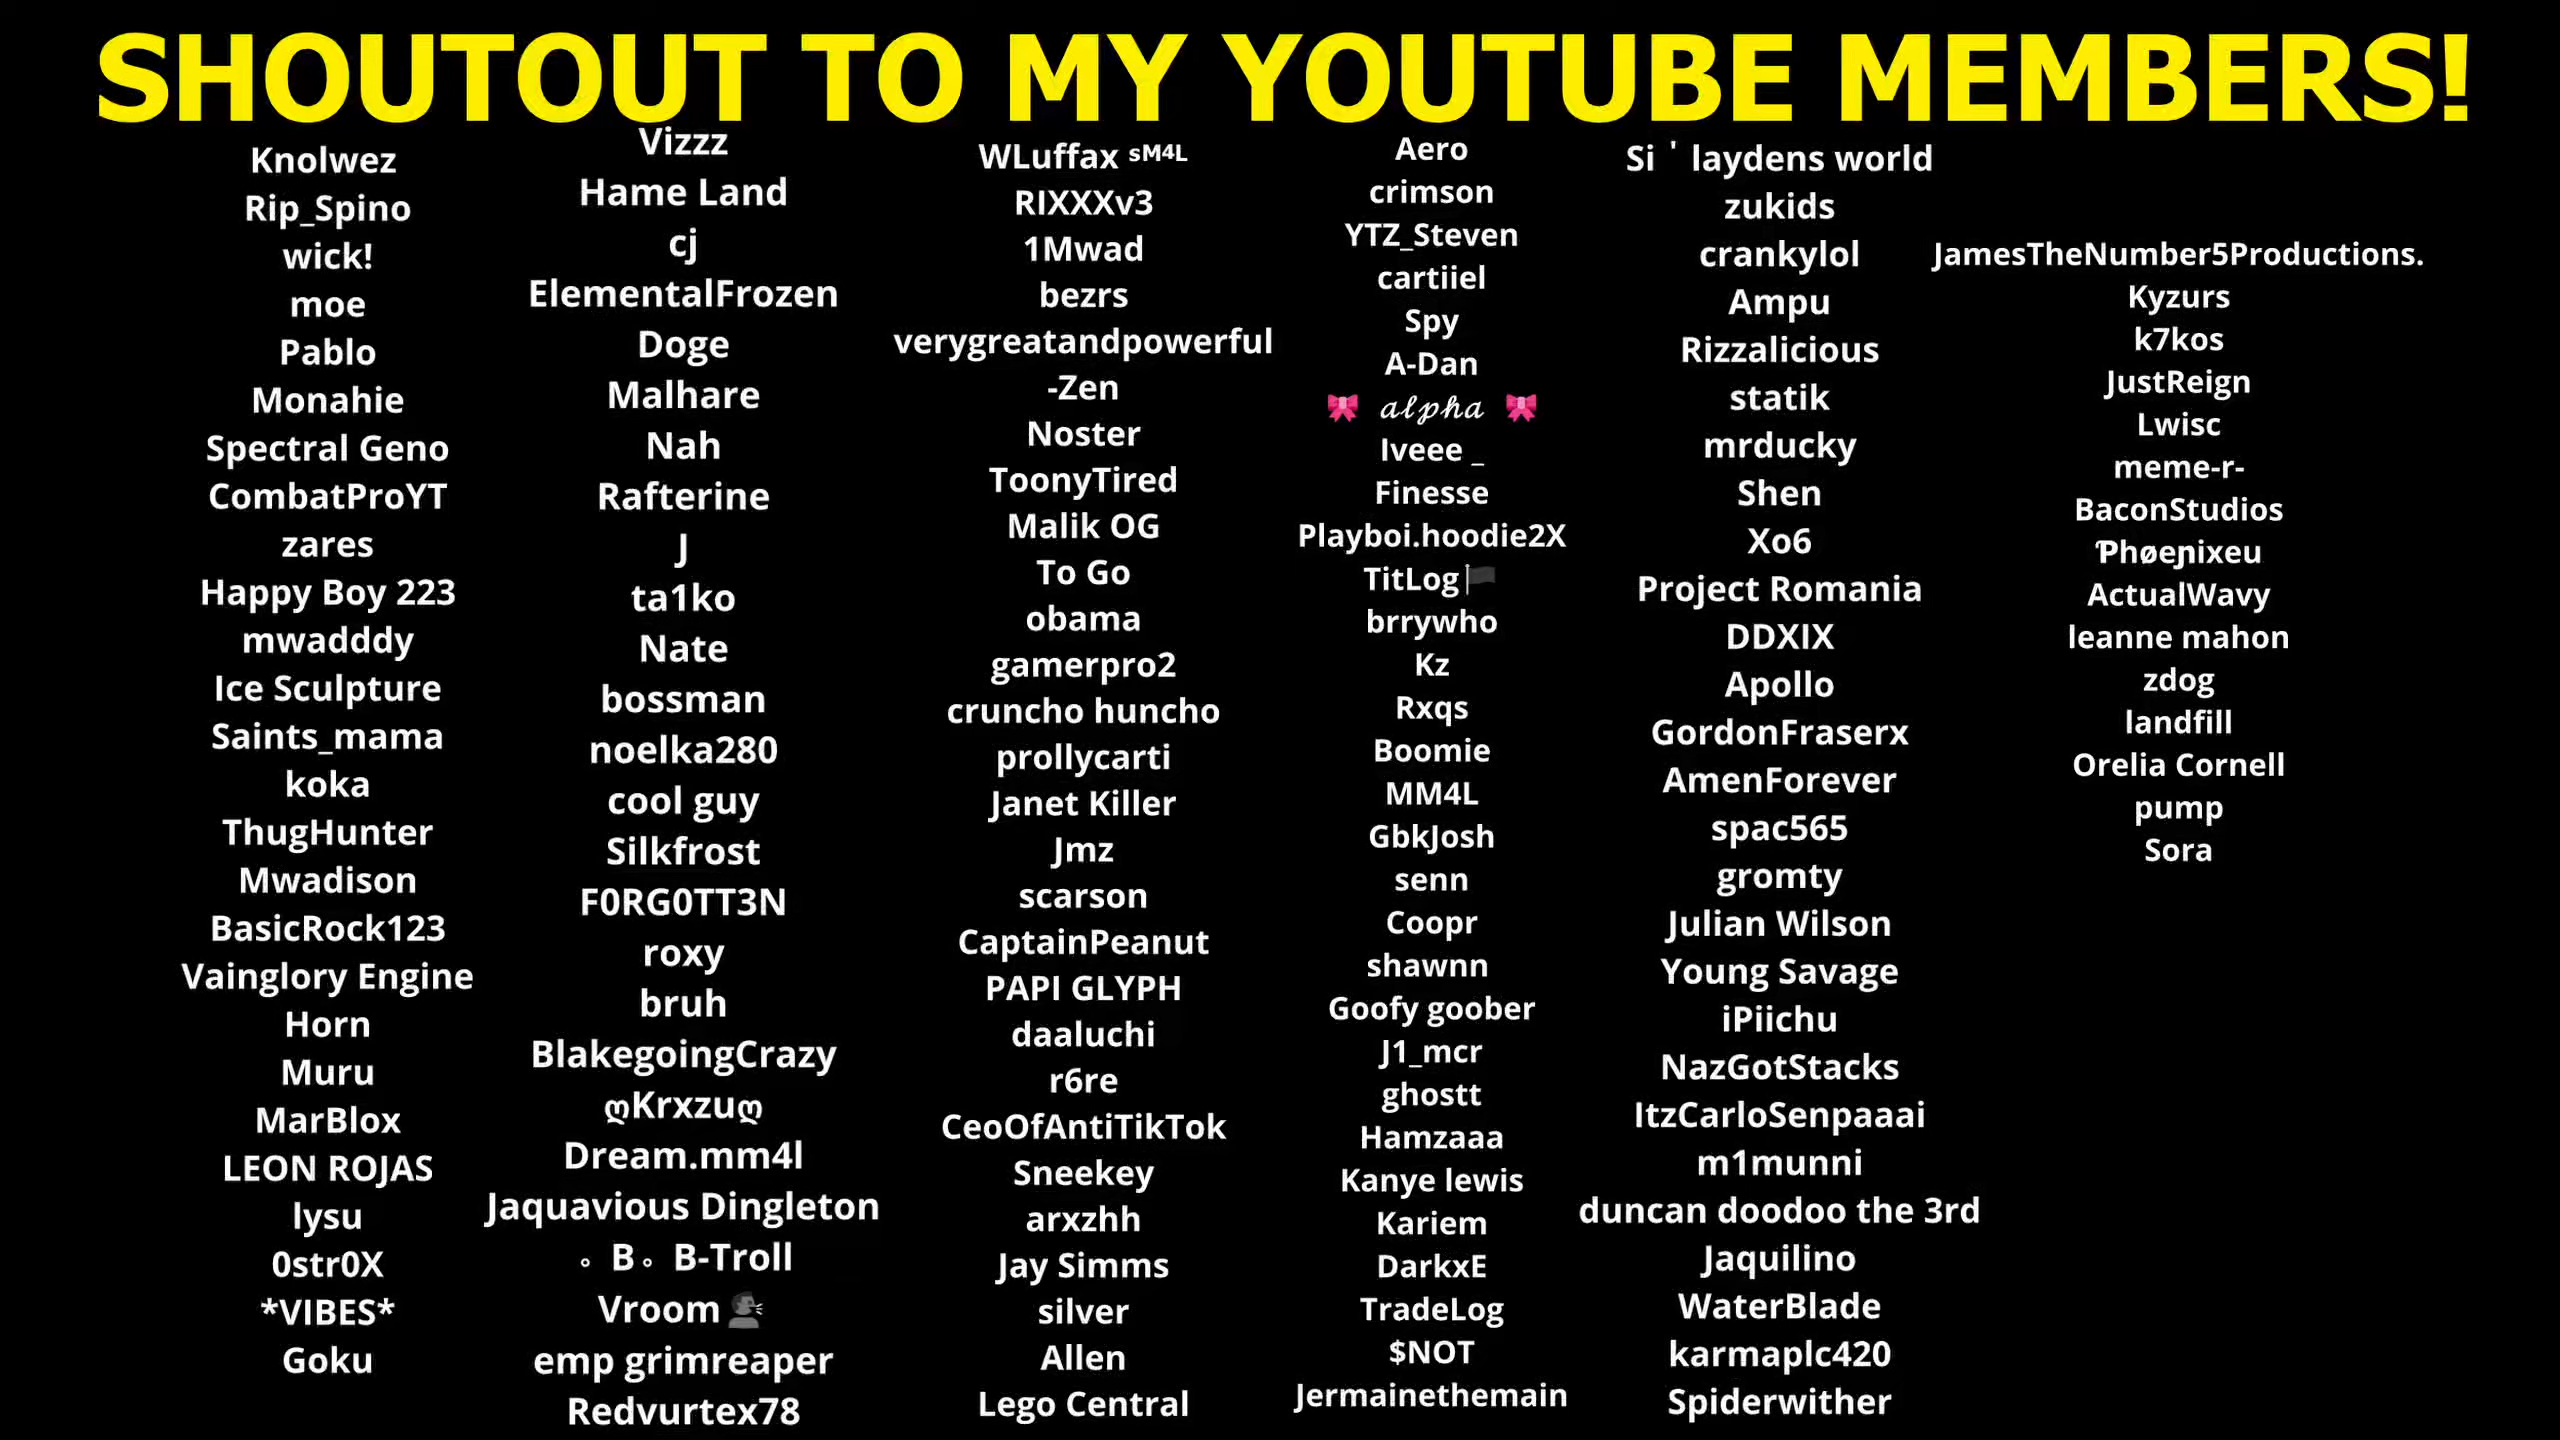 SHOUTOUT TO MY YOUTUBE MEMBERS!
Knolwez
Rip_Spino
wick!
moe
Pablo
Monahie
Spectral Geno
CombatProYT
zares
Happy Boy 223
mwadddy
Ice Sculpture
Saints_mama
koka
ThugHunter
Mwadison
BasicRock123
Vainglory Engine
Horn
Muru
MarBlox
LEON ROJAS
lysu
0str0X
*VIBES*
Goku
Vizzz
Hame Land
cj
ElementalFrozen
Doge
Malhare
Nah
Rafterine
J
ta1ko
Nate
bossman
noelka280
cool guy
Silkfrost
F0RG0TT3N
roxy
bruh
BlakegoingCrazy
ღKrxzuღ
Dream.mm4l
Jaquavious Dingleton
。B。B-Troll
Vroom🗣
emp grimreaper
Redvurtex78
WLuffax ˢᴹ⁴ᴸ
RIXXXv3
1Mwad
bezrs
verygreatandpowerful
-Zen
Noster
ToonyTired
Malik OG
To Go
obama
gamerpro2
cruncho huncho
prollycarti
Janet Killer
Jmz
scarson
CaptainPeanut
PAPI GLYPH
daaluchi
r6re
CeoOfAntiTikTok
Sneekey
arxzhh
Jay Simms
silver
Allen
Lego Central
Aero
crimson
YTZ_Steven
cartiiel
Spy
A-Dan
🎀 𝓪𝓵𝓹𝓱𝓪 🎀
Iveee _
Finesse
Playboi.hoodie2X
TitLog🏴
brrywho
Kz
Rxqs
Boomie
MM4L
GbkJosh
senn
Coopr
shawnn
Goofy goober
J1_mcr
ghostt
Hamzaaa
Kanye lewis
Kariem
DarkxE
TradeLog
$NOT
Jermainethemain
Si ' laydens world
zukids
crankylol
Ampu
Rizzalicious
statik
mrducky
Shen
Xo6
Project Romania
DDXIX
Apollo
GordonFraserx
AmenForever
spac565
gromty
Julian Wilson
Young Savage
iPiichu
NazGotStacks
ItzCarloSenpaaai
m1munni
duncan doodoo the 3rd
Jaquilino
WaterBlade
karmaplc420
Spiderwither
JamesTheNumber5Productions.
Kyzurs
k7kos
JustReign
Lwisc
meme-r-
BaconStudios
Ƥhøeɲixeu
ActualWavy
leanne mahon
zdog
landfill
Orelia Cornell
pump
Sora